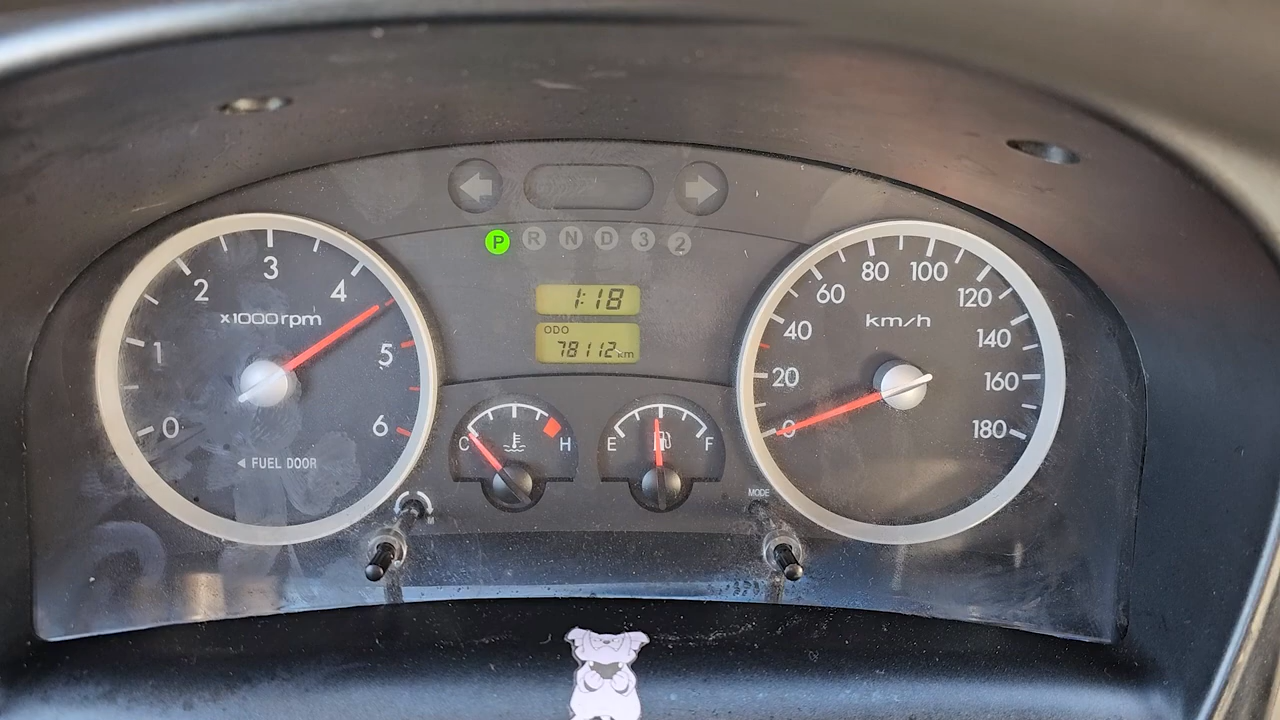 P R N D 3 2
1:18
ODO
78112 km
0 1 2 3 4 5 6
x1000rpm
◀ FUEL DOOR
C H
E F
MODE
0 20 40 60 80 100 120 140 160 180
km/h